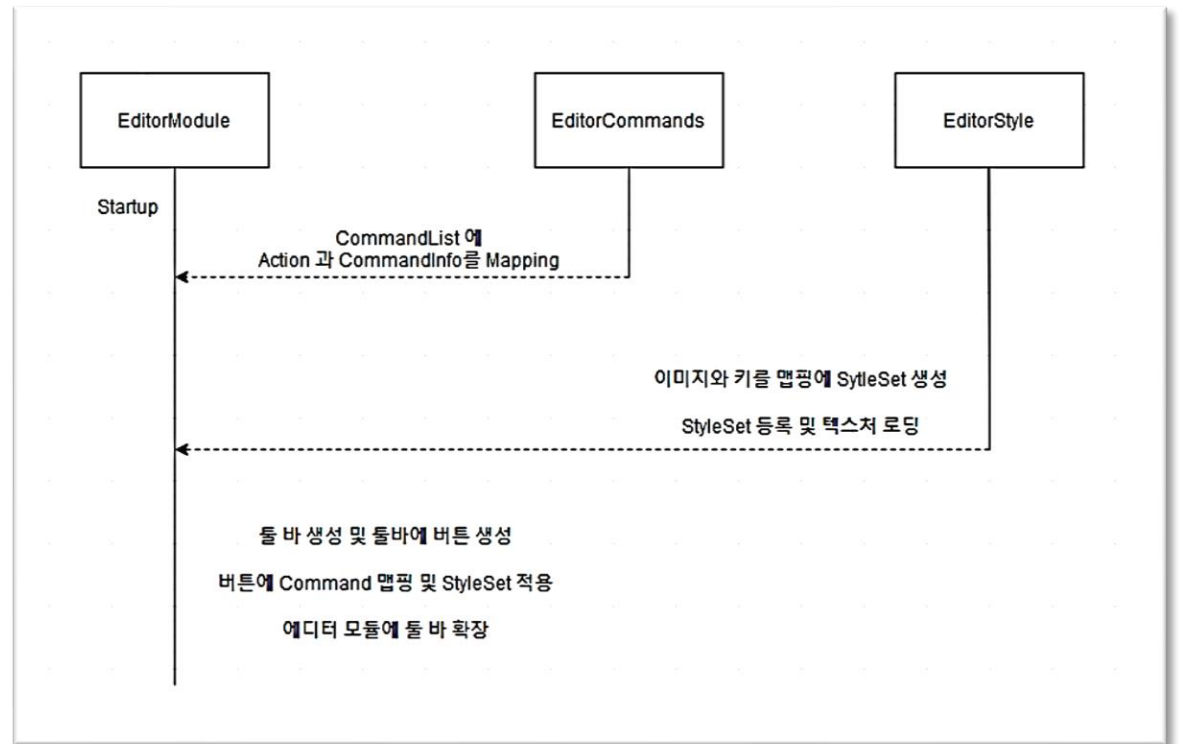 EditorModule
EditorCommands
EditorStyle
Startup
CommandList 에
Action 과 CommandInfo를 Mapping
이미지와 키를 맵핑에 SytleSet 생성
StyleSet 등록 및 텍스처 로딩
툴 바 생성 및 툴바에 버튼 생성
버튼에 Command 맵핑 및 StyleSet 적용
에디터 모듈에 툴 바 확장